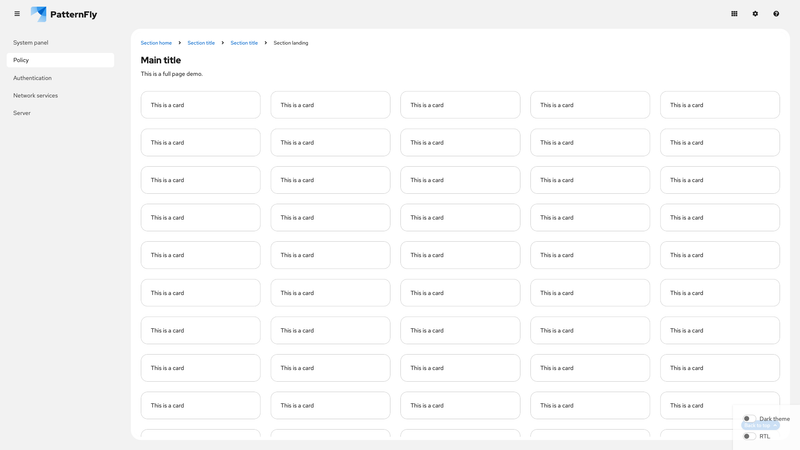 PatternFly
System panel
Policy
Authentication
Network services
Server
Section home Section title Section title Section landing
Main title
This is a full page demo.
This is a card This is a card This is a card This is a card This is a card
This is a card This is a card This is a card This is a card This is a card
This is a card This is a card This is a card This is a card This is a card
This is a card This is a card This is a card This is a card This is a card
This is a card This is a card This is a card This is a card This is a card
This is a card This is a card This is a card This is a card This is a card
This is a card This is a card This is a card This is a card This is a card
This is a card This is a card This is a card This is a card This is a card
This is a card This is a card This is a card This is a card This is a card
Dark theme
RTL